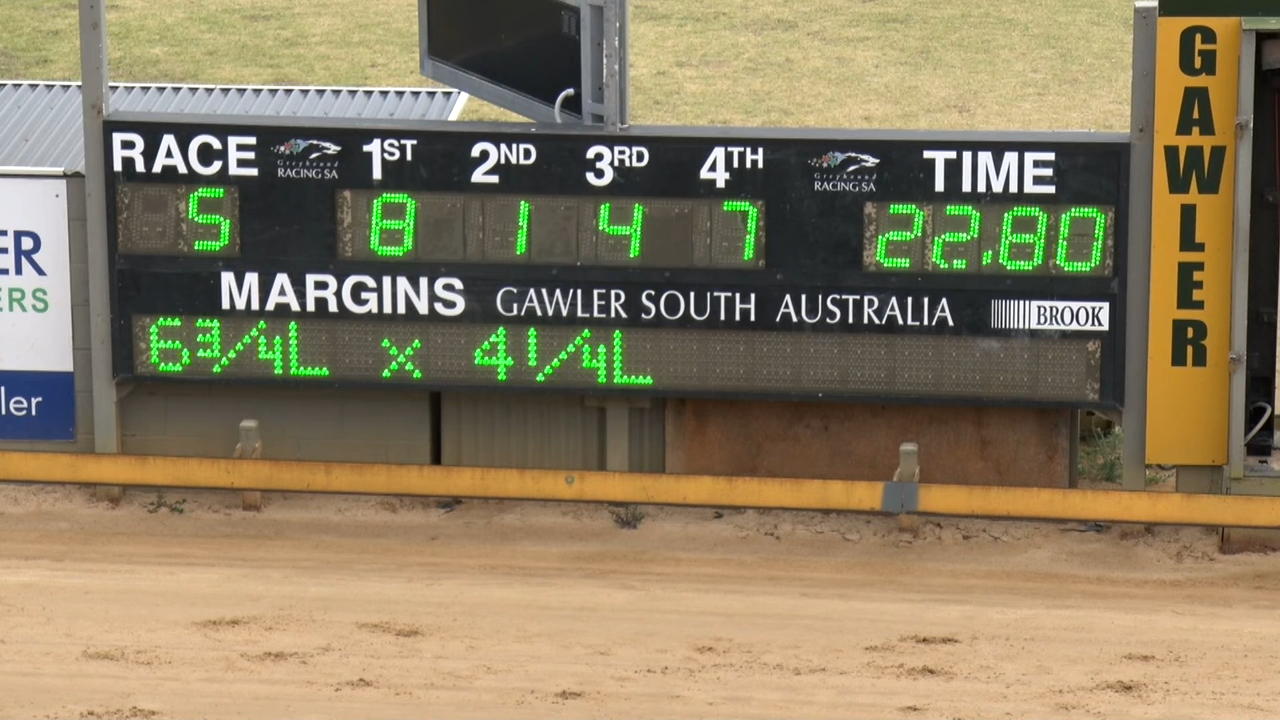 RACE Greyhound RACING SA 1ST 2ND 3RD 4TH Greyhound RACING SA TIME
5 8 1 4 7 22.80
MARGINS GAWLER SOUTH AUSTRALIA BROOK
6¾L x 4¼L
GAWLER
ER
ERS
ler